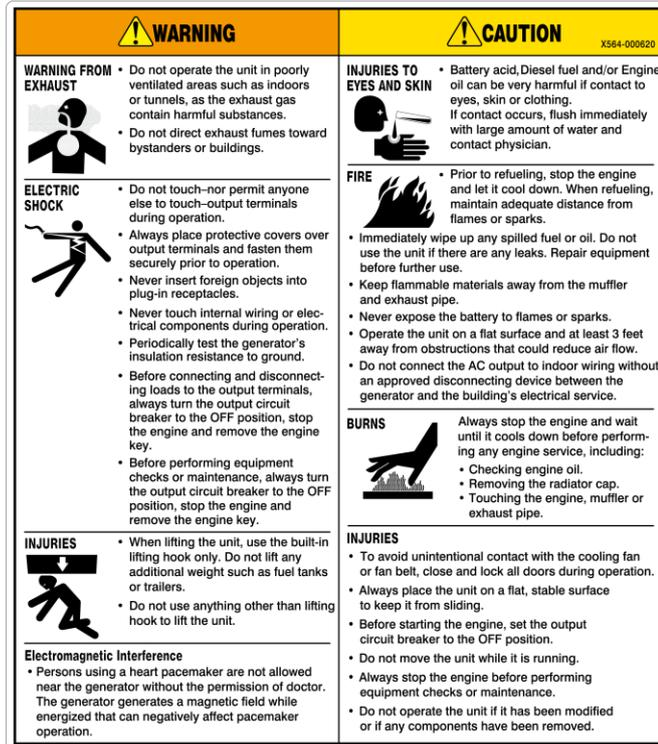 WARNING
WARNING FROM
EXHAUST
• Do not operate the unit in poorly
ventilated areas such as indoors
or tunnels, as the exhaust gas
contain harmful substances.
• Do not direct exhaust fumes toward
bystanders or buildings.
ELECTRIC
SHOCK
• Do not touch–nor permit anyone
else to touch–output terminals
during operation.
• Always place protective covers over
output terminals and fasten them
securely prior to operation.
• Never insert foreign objects into
plug-in receptacles.
• Never touch internal wiring or elec-
trical components during operation.
• Periodically test the generator's
insulation resistance to ground.
• Before connecting and disconnect-
ing loads to the output terminals,
always turn the output circuit
breaker to the OFF position, stop
the engine and remove the engine
key.
• Before performing equipment
checks or maintenance, always turn
the output circuit breaker to the OFF
position, stop the engine and
remove the engine key.
INJURIES
• When lifting the unit, use the built-in
lifting hook only. Do not lift any
additional weight such as fuel tanks
or trailers.
• Do not use anything other than lifting
hook to lift the unit.
Electromagnetic Interference
• Persons using a heart pacemaker are not allowed
near the generator without the permission of doctor.
The generator generates a magnetic field while
energized that can negatively affect pacemaker
operation.
CAUTION
X564-000620
INJURIES TO
EYES AND SKIN
• Battery acid,Diesel fuel and/or Engine
oil can be very harmful if contact to
eyes, skin or clothing.
If contact occurs, flush immediately
with large amount of water and
contact physician.
FIRE
• Prior to refueling, stop the engine
and let it cool down. When refueling,
maintain adequate distance from
flames or sparks.
• Immediately wipe up any spilled fuel or oil. Do not
use the unit if there are any leaks. Repair equipment
before further use.
• Keep flammable materials away from the muffler
and exhaust pipe.
• Never expose the battery to flames or sparks.
• Operate the unit on a flat surface and at least 3 feet
away from obstructions that could reduce air flow.
• Do not connect the AC output to indoor wiring without
an approved disconnecting device between the
generator and the building's electrical service.
BURNS
Always stop the engine and wait
until it cools down before perform-
ing any engine service, including:
• Checking engine oil.
• Removing the radiator cap.
• Touching the engine, muffler or
exhaust pipe.
INJURIES
• To avoid unintentional contact with the cooling fan
or fan belt, close and lock all doors during operation.
• Always place the unit on a flat, stable surface
to keep it from sliding.
• Before starting the engine, set the output
circuit breaker to the OFF position.
• Do not move the unit while it is running.
• Always stop the engine before performing
equipment checks or maintenance.
• Do not operate the unit if it has been modified
or if any components have been removed.